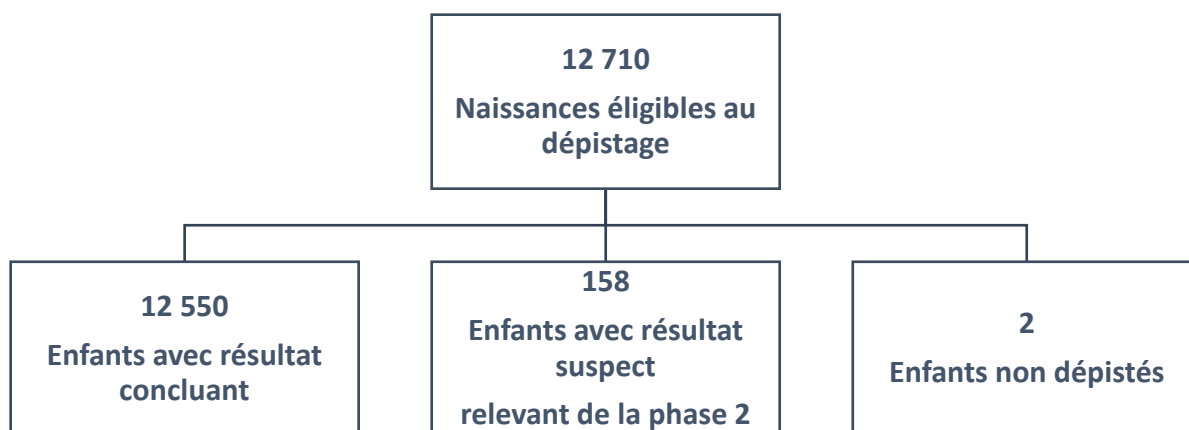 12 710
Naissances éligibles au
dépistage
12 550
Enfants avec résultat
concluant
158
Enfants avec résultat
suspect
relevant de la phase 2
2
Enfants non dépistés